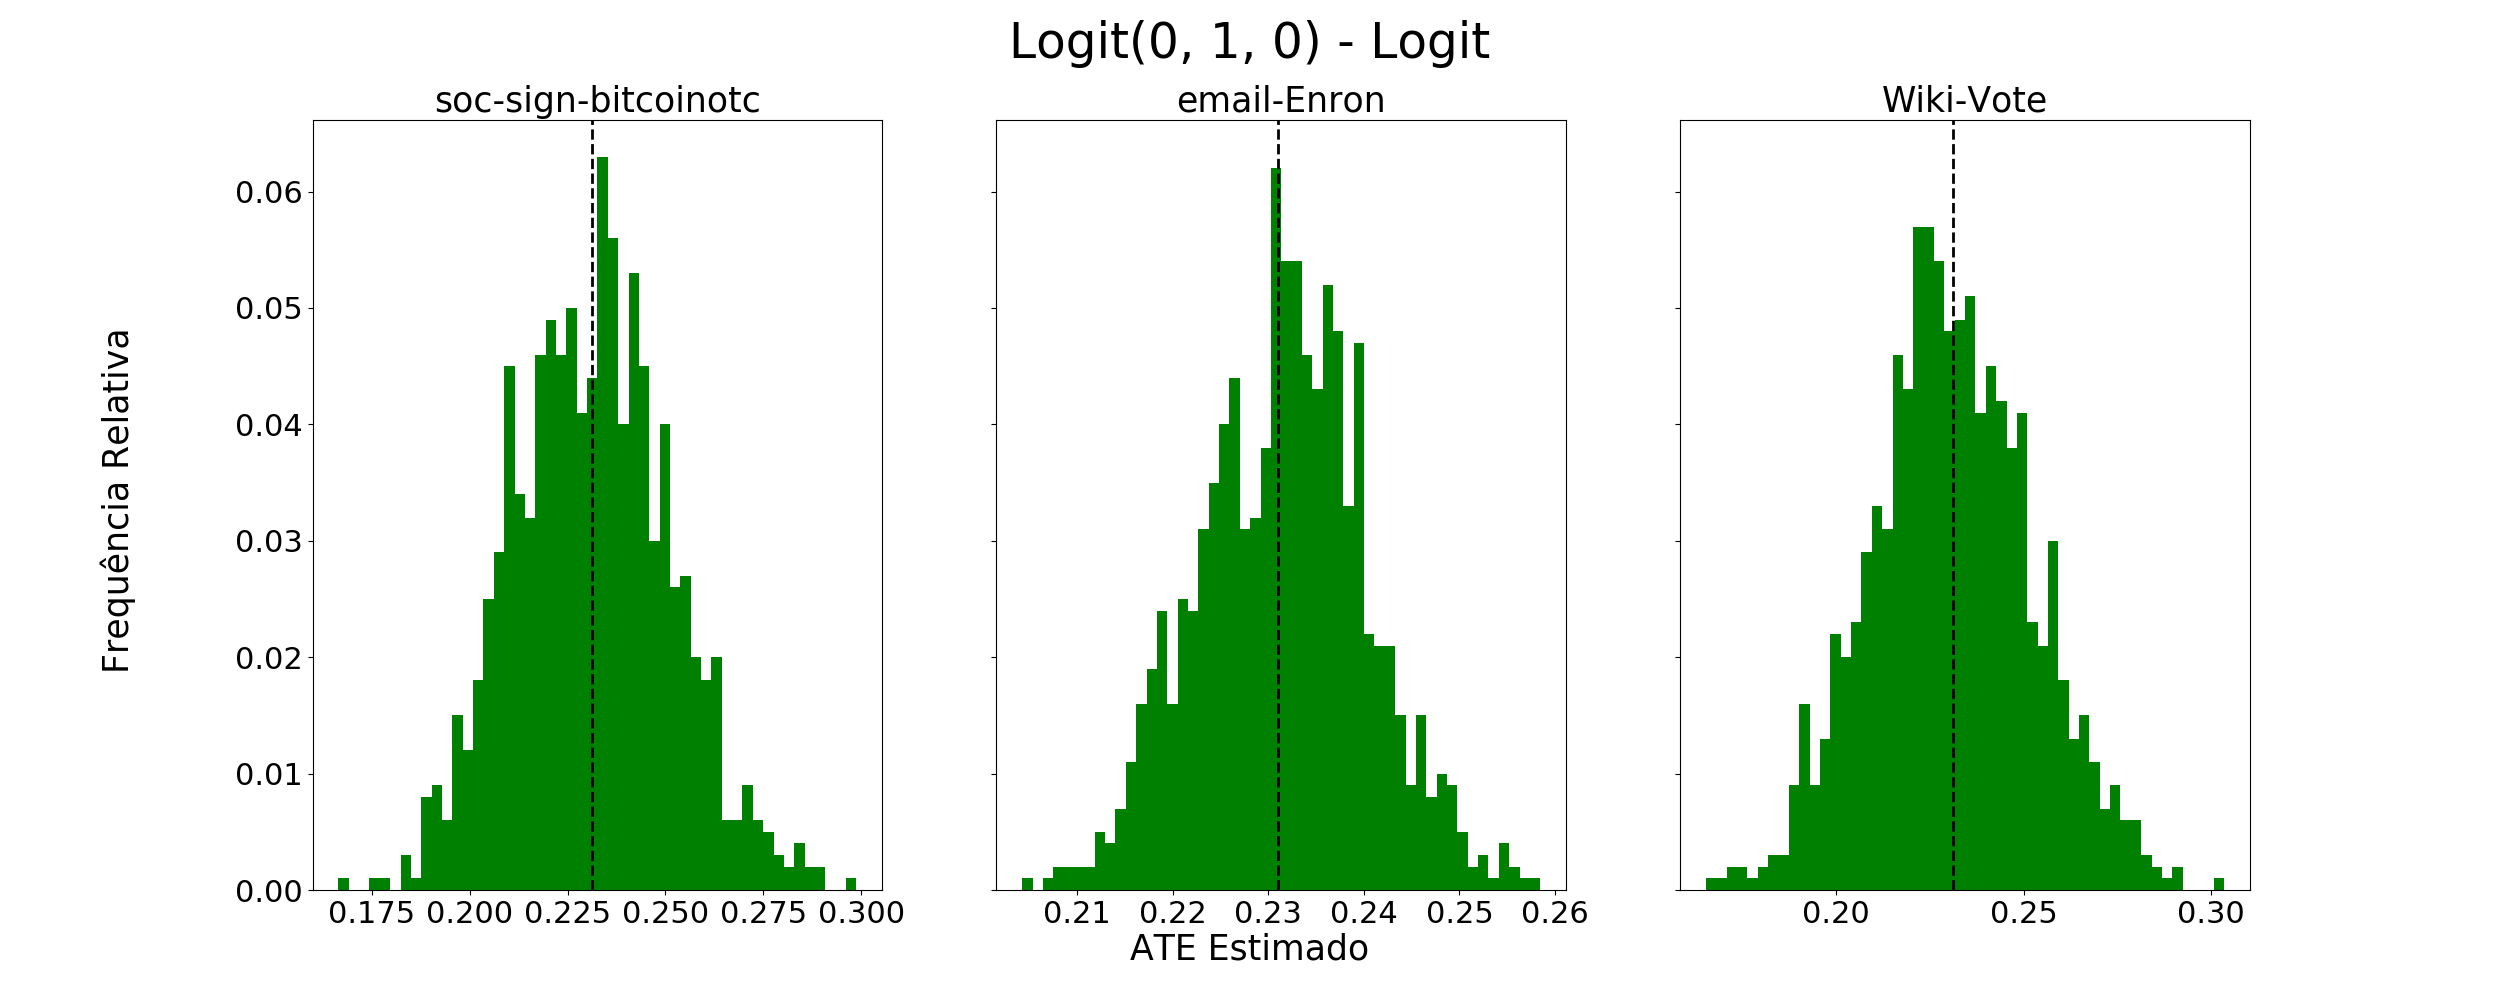 Logit(0, 1, 0) - Logit
soc-sign-bitcoinotc
email-Enron
Wiki-Vote
Frequência Relativa
0.06
0.05
0.04
0.03
0.02
0.01
0.00
0.175 0.200 0.225 0.250 0.275 0.300
0.21 0.22 0.23 0.24 0.25 0.26
0.20 0.25 0.30
ATE Estimado